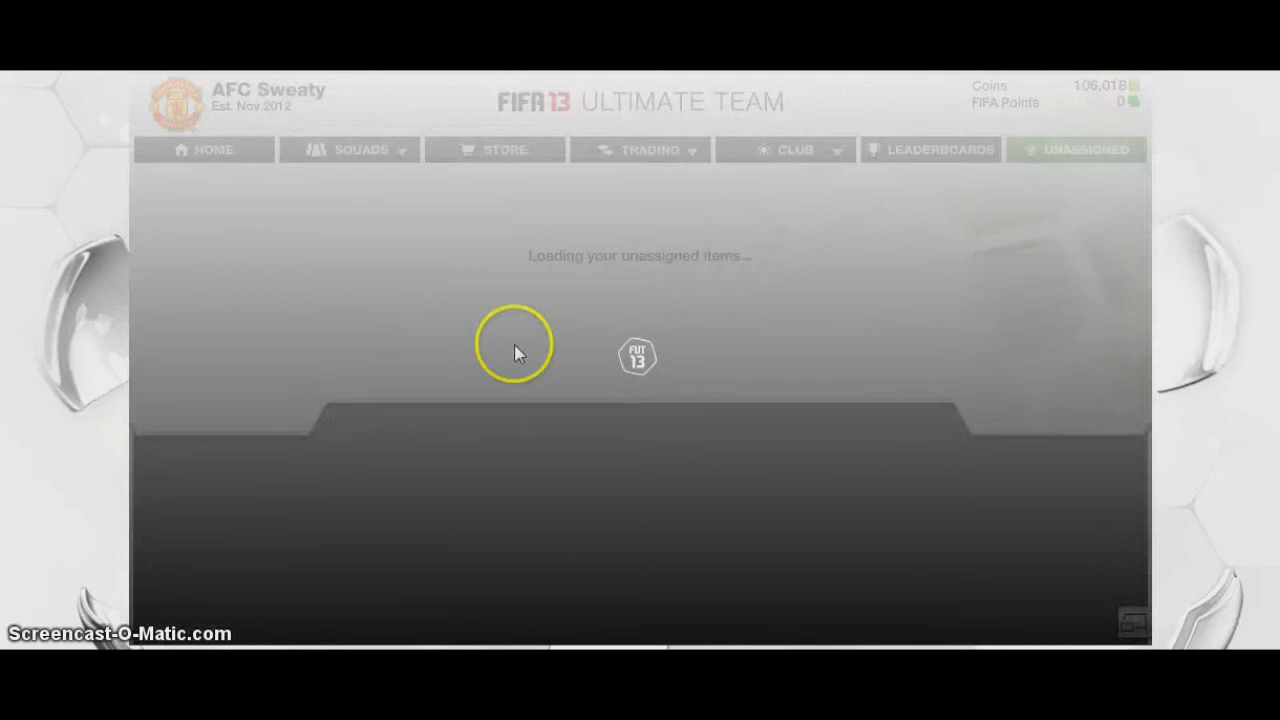 AFC Sweaty
Est. Nov 2012
FIFA 13 ULTIMATE TEAM
Coins 106,018
FIFA Points 0
HOME SQUADS STORE TRADING CLUB LEADERBOARDS UNASSIGNED
Loading your unassigned items...
FUT
13
Screencast-O-Matic.com